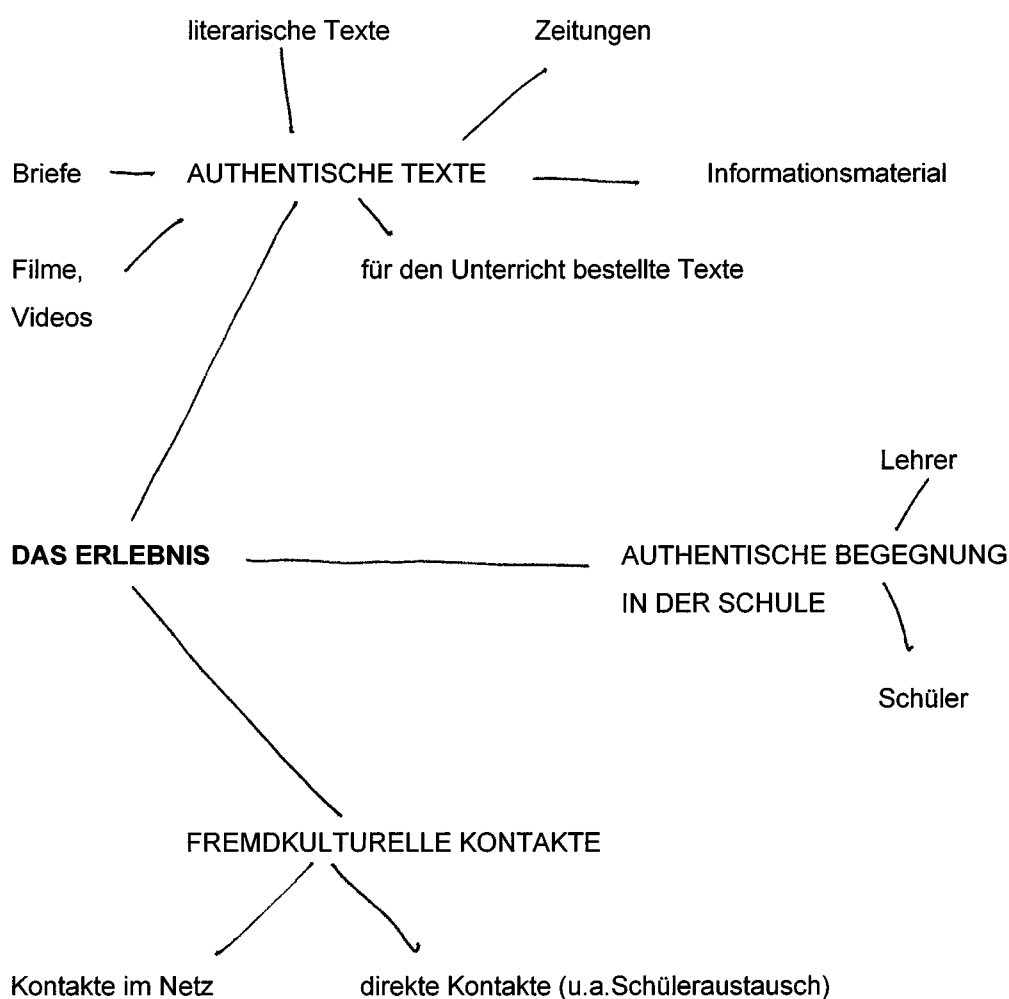 literarische Texte
Zeitungen
Briefe
AUTHENTISCHE TEXTE
Informationsmaterial
Filme,
Videos
für den Unterricht bestellte Texte
Lehrer
DAS ERLEBNIS
AUTHENTISCHE BEGEGNUNG
IN DER SCHULE
Schüler
FREMDKULTURELLE KONTAKTE
Kontakte im Netz
direkte Kontakte (u.a.Schüleraustausch)